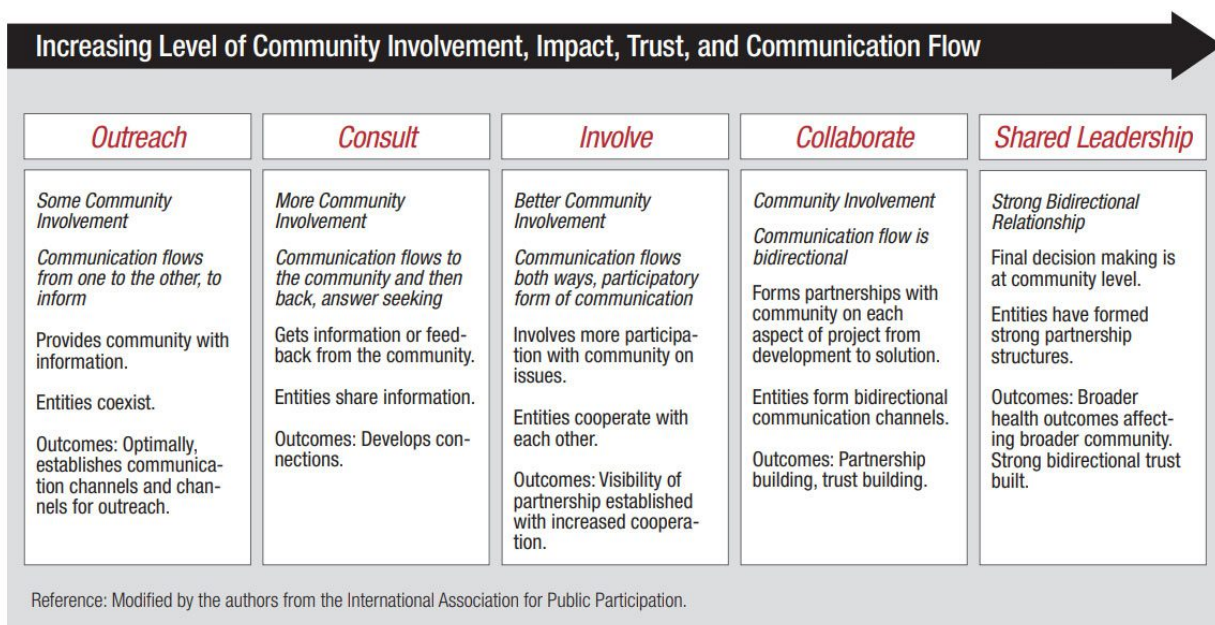 Increasing Level of Community Involvement, Impact, Trust, and Communication Flow
Outreach
Some Community
Involvement
Communication flows
from one to the other, to
inform
Provides community with
information.
Entities coexist.
Outcomes: Optimally,
establishes communica-
tion channels and chan-
nels for outreach.
Consult
More Community
Involvement
Communication flows to
the community and then
back, answer seeking
Gets information or feed-
back from the community.
Entities share information.
Outcomes: Develops con-
nections.
Involve
Better Community
Involvement
Communication flows
both ways, participatory
form of communication
Involves more participa-
tion with community on
issues.
Entities cooperate with
each other.
Outcomes: Visibility of
partnership established
with increased coopera-
tion.
Collaborate
Community Involvement
Communication flow is
bidirectional
Forms partnerships with
community on each
aspect of project from
development to solution.
Entities form bidirectional
communication channels.
Outcomes: Partnership
building, trust building.
Shared Leadership
Strong Bidirectional
Relationship
Final decision making is
at community level.
Entities have formed
strong partnership
structures.
Outcomes: Broader
health outcomes affect-
ing broader community.
Strong bidirectional trust
built.
Reference: Modified by the authors from the International Association for Public Participation.